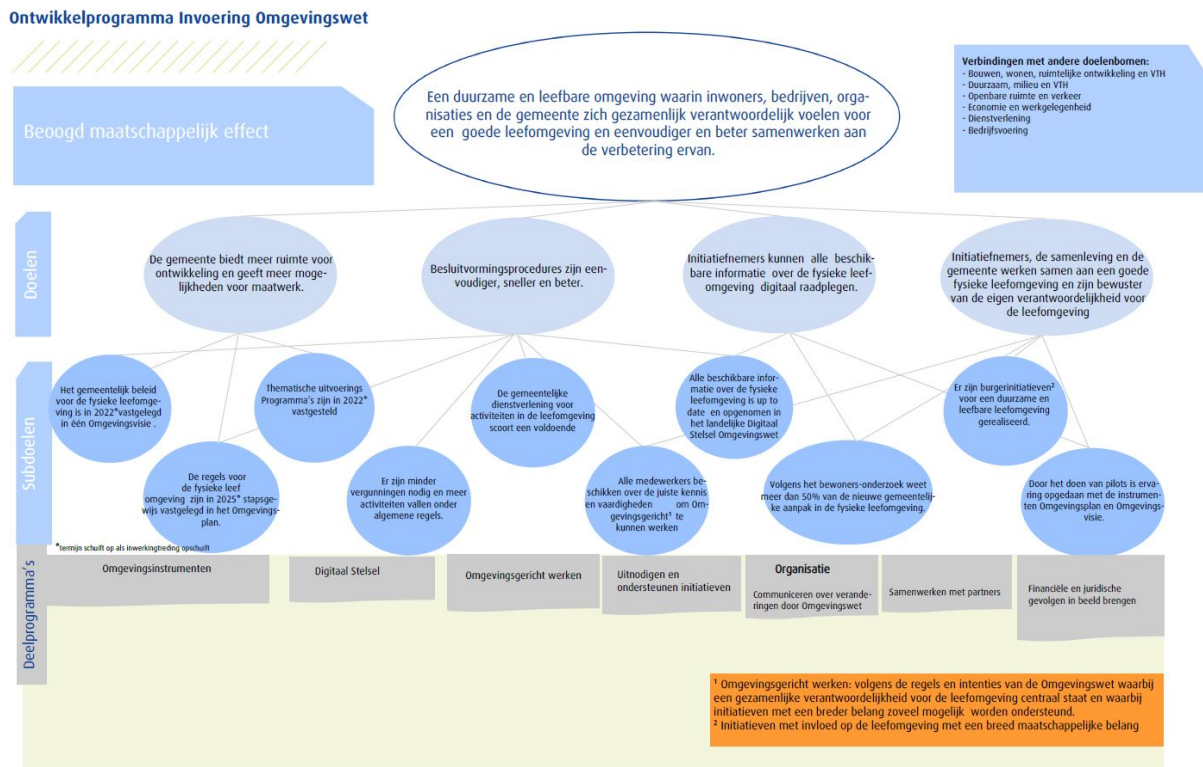 Ontwikkelprogramma Invoering Omgevingswet
Beoogd maatschappelijk effect
Een duurzame en leefbare omgeving waarin inwoners, bedrijven, orga-
nisaties en de gemeente zich gezamenlijk verantwoordelijk voelen voor
een goede leefomgeving en eenvoudiger en beter samenwerken aan
de verbetering ervan.
Verbindingen met andere doelenbomen:
- Bouwen, wonen, ruimtelijke ontwikkeling en VTH
- Duurzaam, milieu en VTH
- Openbare ruimte en verkeer
- Economie en werkgelegenheid
- Dienstverlening
- Bedrijfsvoering
Doelen
De gemeente biedt meer ruimte voor
ontwikkeling en geeft meer moge-
lijkheden voor maatwerk.
Besluitvormingsprocedures zijn een-
voudiger, sneller en beter.
Initiatiefnemers kunnen alle beschik-
bare informatie over de fysieke leef-
omgeving digitaal raadplegen.
Initiatiefnemers, de samenleving en de
gemeente werken samen aan een goede
fysieke leefomgeving en zijn bewuster
van de eigen verantwoordelijkheid voor
de leefomgeving
Subdoelen
Het gemeentelijk beleid
voor de fysieke leefomge-
ving is in 2022*vastgelegd
in één Omgevingsvisie .
Thematische uitvoerings
Programma's zijn in 2022*
vastgesteld
De gemeentelijke
dienstverlening voor
activiteiten in de leefomgeving
scoort een voldoende
Alle beschikbare infor-
matie over de fysieke
leefomgeving is up to
date en opgenomen in
het landelijke Digitaal
Stelsel Omgevingswet
Er zijn burgerinitiatieven²
voor een duurzame en
leefbare leefomgeving
gerealiseerd.
De regels voor
de fysieke leef
omgeving zijn in 2025* stapsge-
wijs vastgelegd in het Omgevings-
plan.
Er zijn minder
vergunningen nodig en meer
activiteiten vallen onder
algemene regels.
Alle medewerkers be-
schikken over de juiste kennis
en vaardigheden om Om-
gevingsgericht¹ te
kunnen werken
Volgens het bewoners-onderzoek weet
meer dan 50% van de nieuwe gemeentelij-
ke aanpak in de fysieke leefomgeving.
Door het doen van pilots is erva-
ring opgedaan met de instrumen-
ten Omgevingsplan en Omgevings-
visie.
*termijn schuift op als inwerkingtreding opschuift
Deelprogramma's
Omgevingsinstrumenten
Digitaal Stelsel
Omgevingsgericht werken
Uitnodigen en
ondersteunen initiatieven
Organisatie
Communiceren over verande-
ringen door Omgevingswet
Samenwerken met partners
Financiële en juridische
gevolgen in beeld brengen
¹ Omgevingsgericht werken: volgens de regels en intenties van de Omgevingswet waarbij
een gezamenlijke verantwoordelijkheid voor de leefomgeving centraal staat en waarbij
initiatieven met een breder belang zoveel mogelijk worden ondersteund.
² Initiatieven met invloed op de leefomgeving met een breed maatschappelijke belang